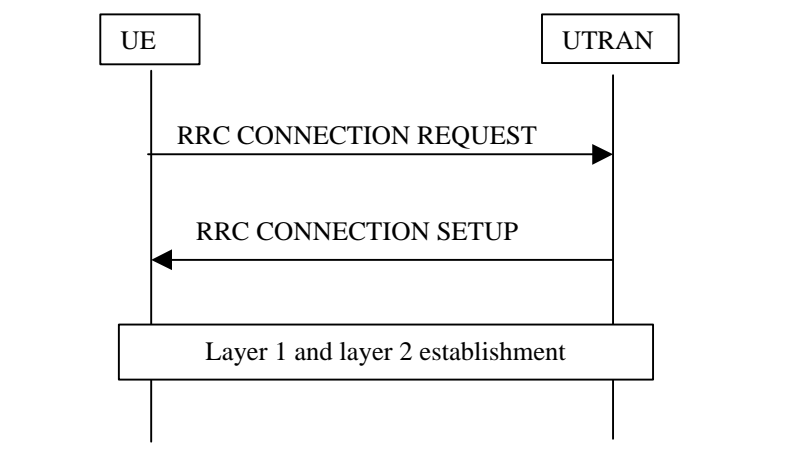 UE
UTRAN
RRC CONNECTION REQUEST
RRC CONNECTION SETUP
Layer 1 and layer 2 establishment